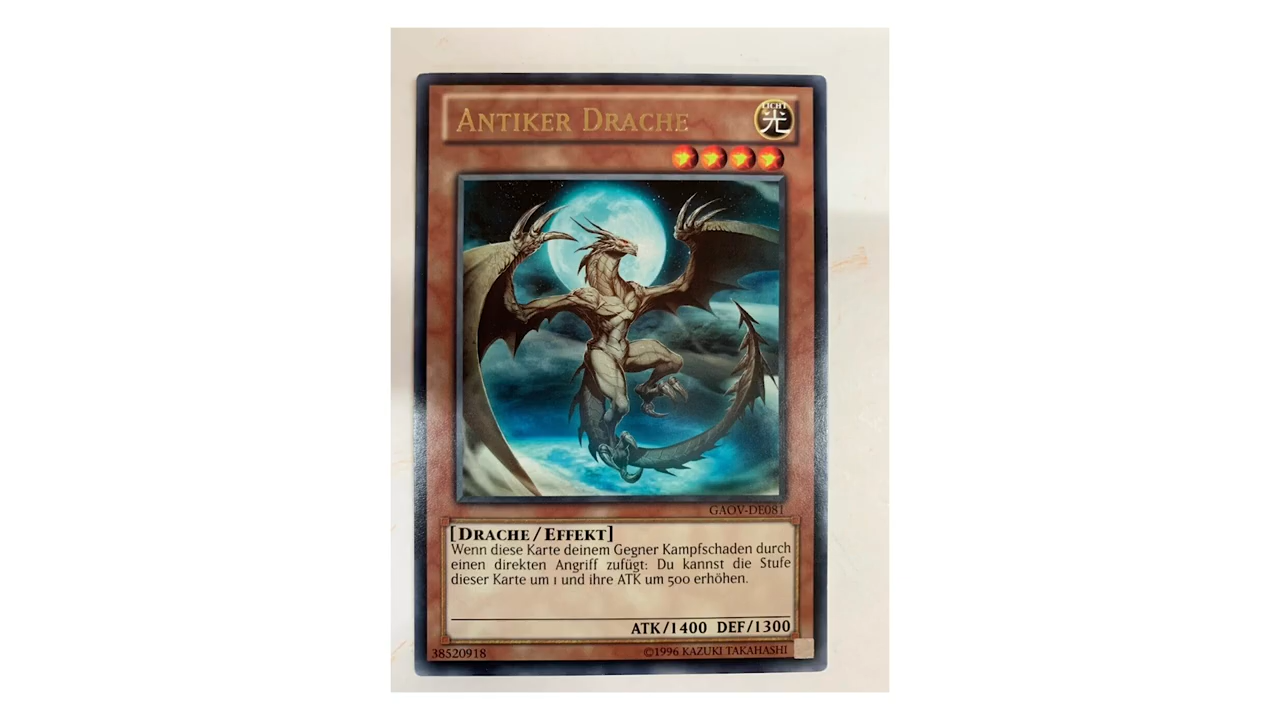 ANTIKER DRACHE
LICHT
光
GAOV-DE081
[DRACHE/EFFEKT]
Wenn diese Karte deinem Gegner Kampfschaden durch
einen direkten Angriff zufügt: Du kannst die Stufe
dieser Karte um 1 und ihre ATK um 500 erhöhen.
ATK/1400 DEF/1300
38520918
©1996 KAZUKI TAKAHASHI